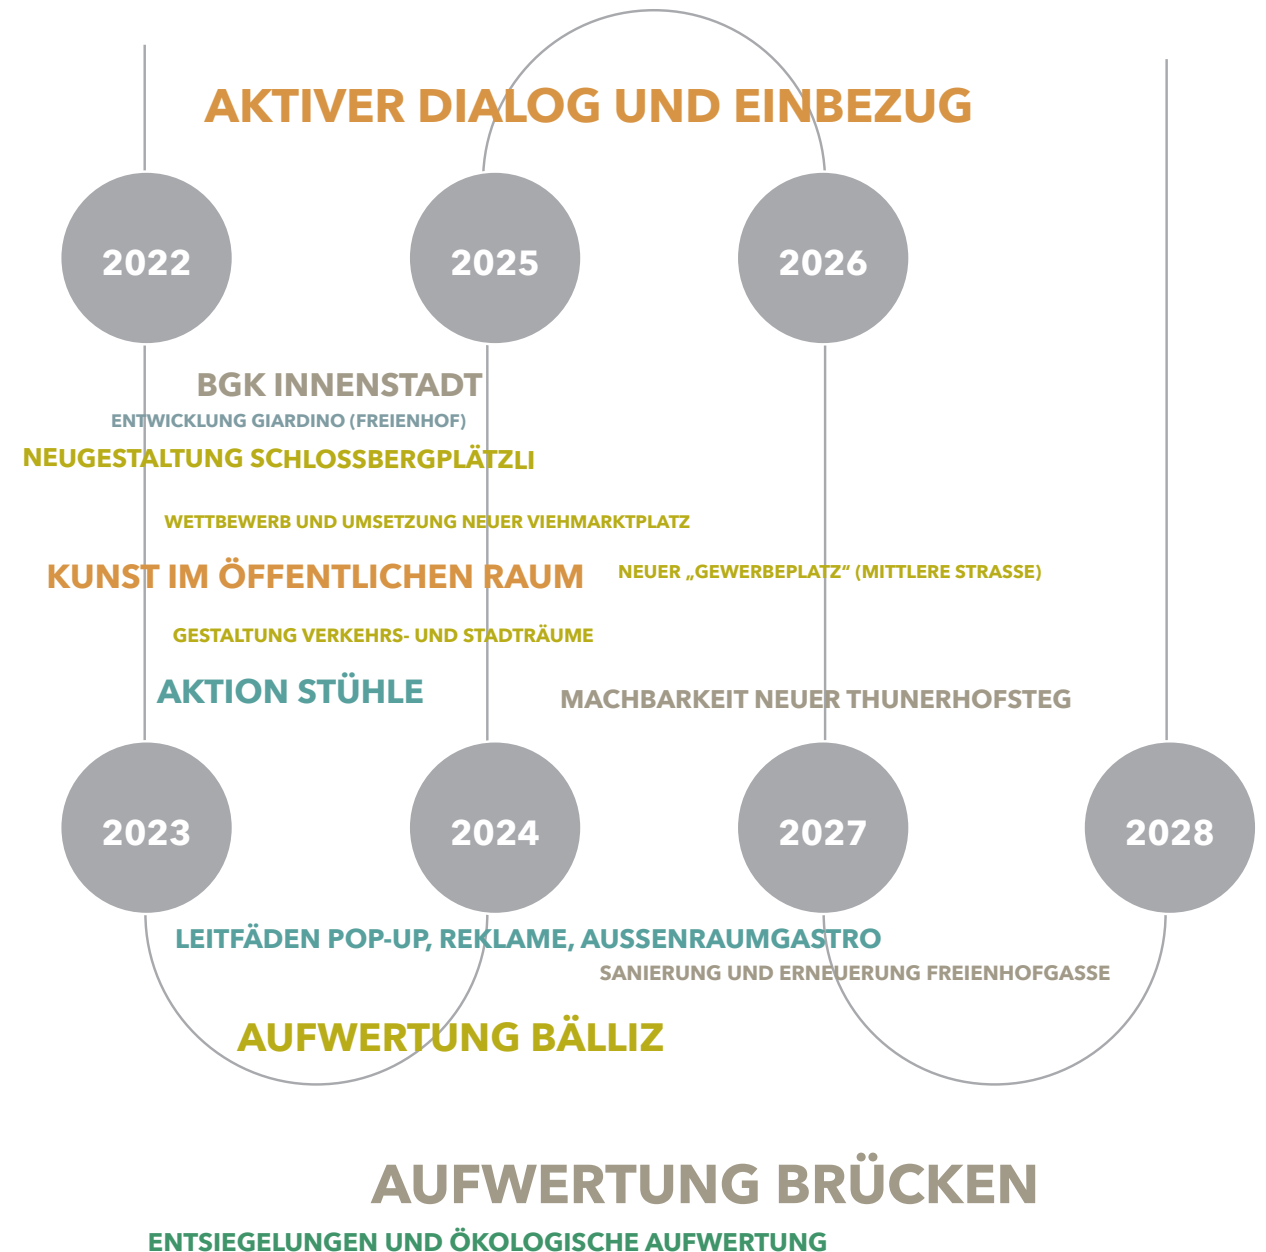 AKTIVER DIALOG UND EINBEZUG
2022
2025
2026
BGK INNENSTADT
ENTWICKLUNG GIARDINO (FREIENHOF)
NEUGESTALTUNG SCHLOSSBERGPLÄTZLI
WETTBEWERB UND UMSETZUNG NEUER VIEHMARKTPLATZ
KUNST IM ÖFFENTLICHEN RAUM
NEUER „GEWERBEPLATZ“ (MITTLERE STRASSE)
GESTALTUNG VERKEHRS- UND STADTRÄUME
AKTION STÜHLE
MACHBARKEIT NEUER THUNERHOFSTEG
2023
2024
2027
2028
LEITFÄDEN POP-UP, REKLAME, AUSSENRAUMGASTRO
SANIERUNG UND ERNEUERUNG FREIENHOFGASSE
AUFWERTUNG BÄLLIZ
AUFWERTUNG BRÜCKEN
ENTSIEGELUNGEN UND ÖKOLOGISCHE AUFWERTUNG